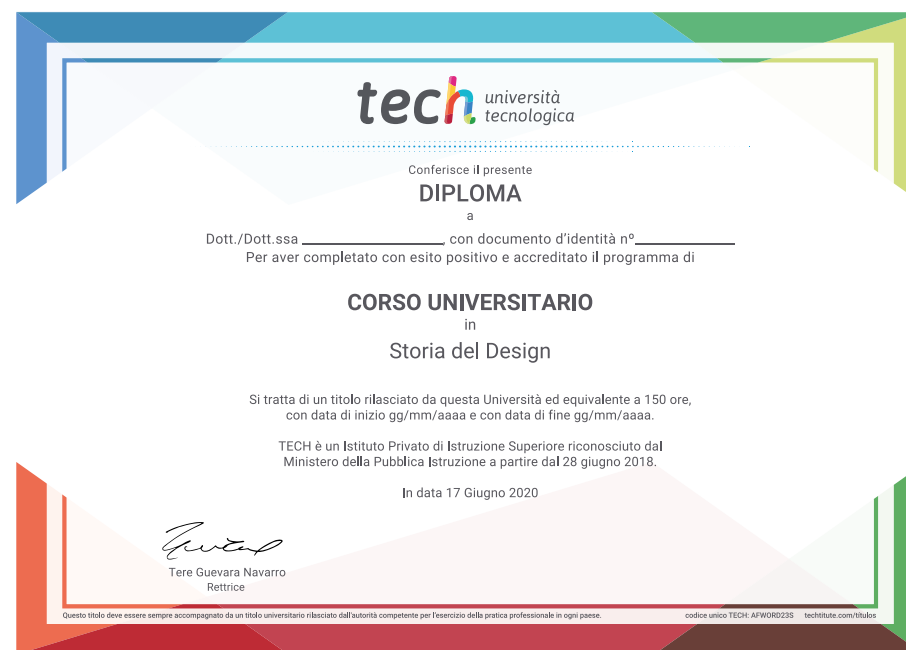 tech università
tecnologica
Conferisce il presente
DIPLOMA
a
Dott./Dott.ssa ____________________, con documento d'identità nº______________
Per aver completato con esito positivo e accreditato il programma di
CORSO UNIVERSITARIO
in
Storia del Design
Si tratta di un titolo rilasciato da questa Università ed equivalente a 150 ore,
con data di inizio gg/mm/aaaa e con data di fine gg/mm/aaaa.
TECH è un Istituto Privato di Istruzione Superiore riconosciuto dal
Ministero della Pubblica Istruzione a partire dal 28 giugno 2018.
In data 17 Giugno 2020
Tere Guevara Navarro
Rettrice
Questo titolo deve essere sempre accompagnato da un titolo universitario rilasciato dall'autorità competente per l'esercizio della pratica professionale in ogni paese. codice unico TECH: AFWORD23S techtitute.com/titulos